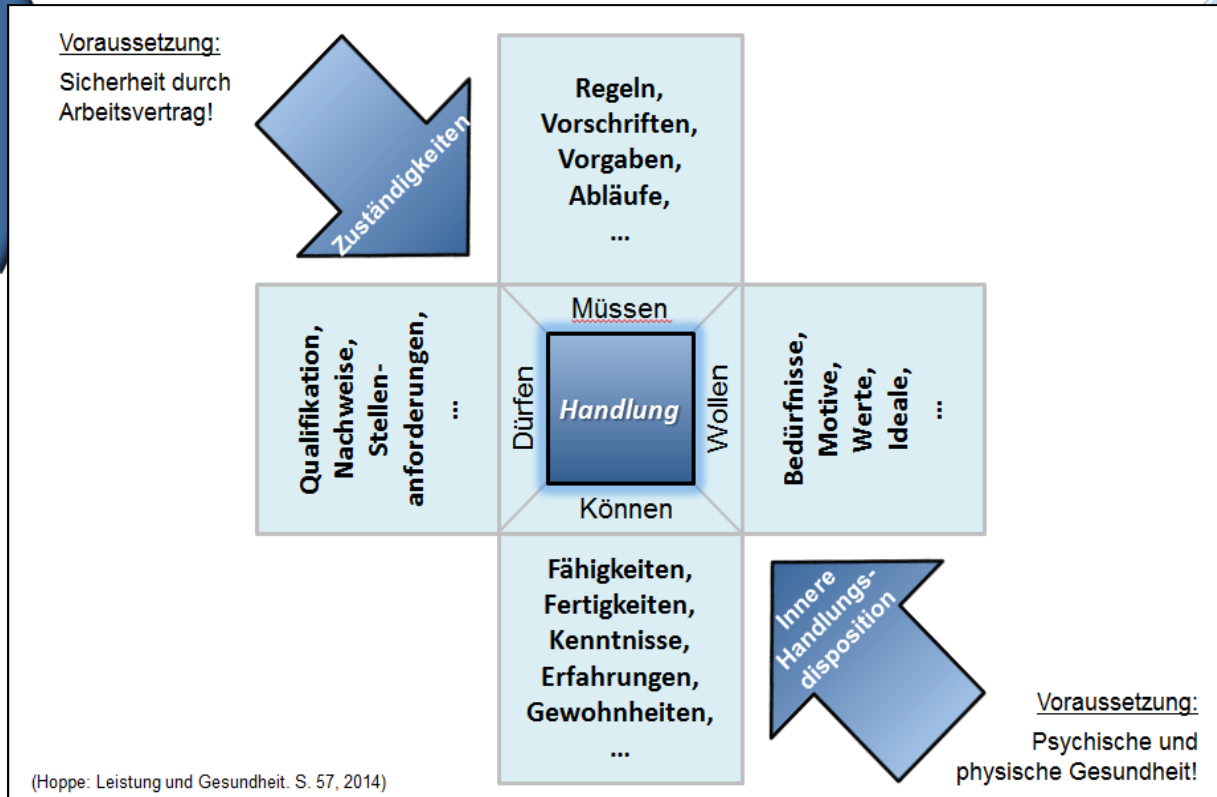 Voraussetzung:
Sicherheit durch
Arbeitsvertrag!
Zuständigkeiten
Regeln,
Vorschriften,
Vorgaben,
Abläufe,
...
Müssen
Qualifikation,
Nachweise,
Stellen-
anforderungen,
...
Dürfen
Handlung
Wollen
Bedürfnisse,
Motive,
Werte,
Ideale,
...
Können
Fähigkeiten,
Fertigkeiten,
Kenntnisse,
Erfahrungen,
Gewohnheiten,
...
Innere
Handlungs-
disposition
Voraussetzung:
Psychische und
physische Gesundheit!
(Hoppe: Leistung und Gesundheit. S. 57, 2014)